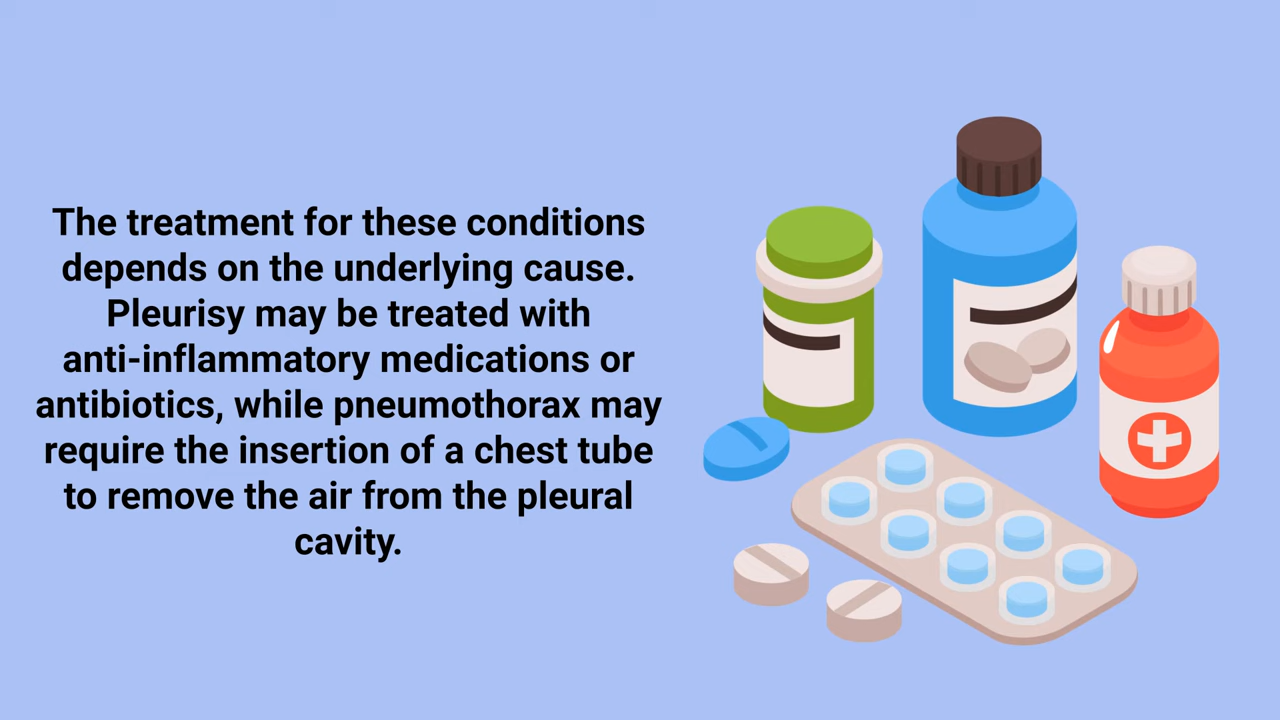 The treatment for these conditions
depends on the underlying cause.
Pleurisy may be treated with
anti-inflammatory medications or
antibiotics, while pneumothorax may
require the insertion of a chest tube
to remove the air from the pleural
cavity.